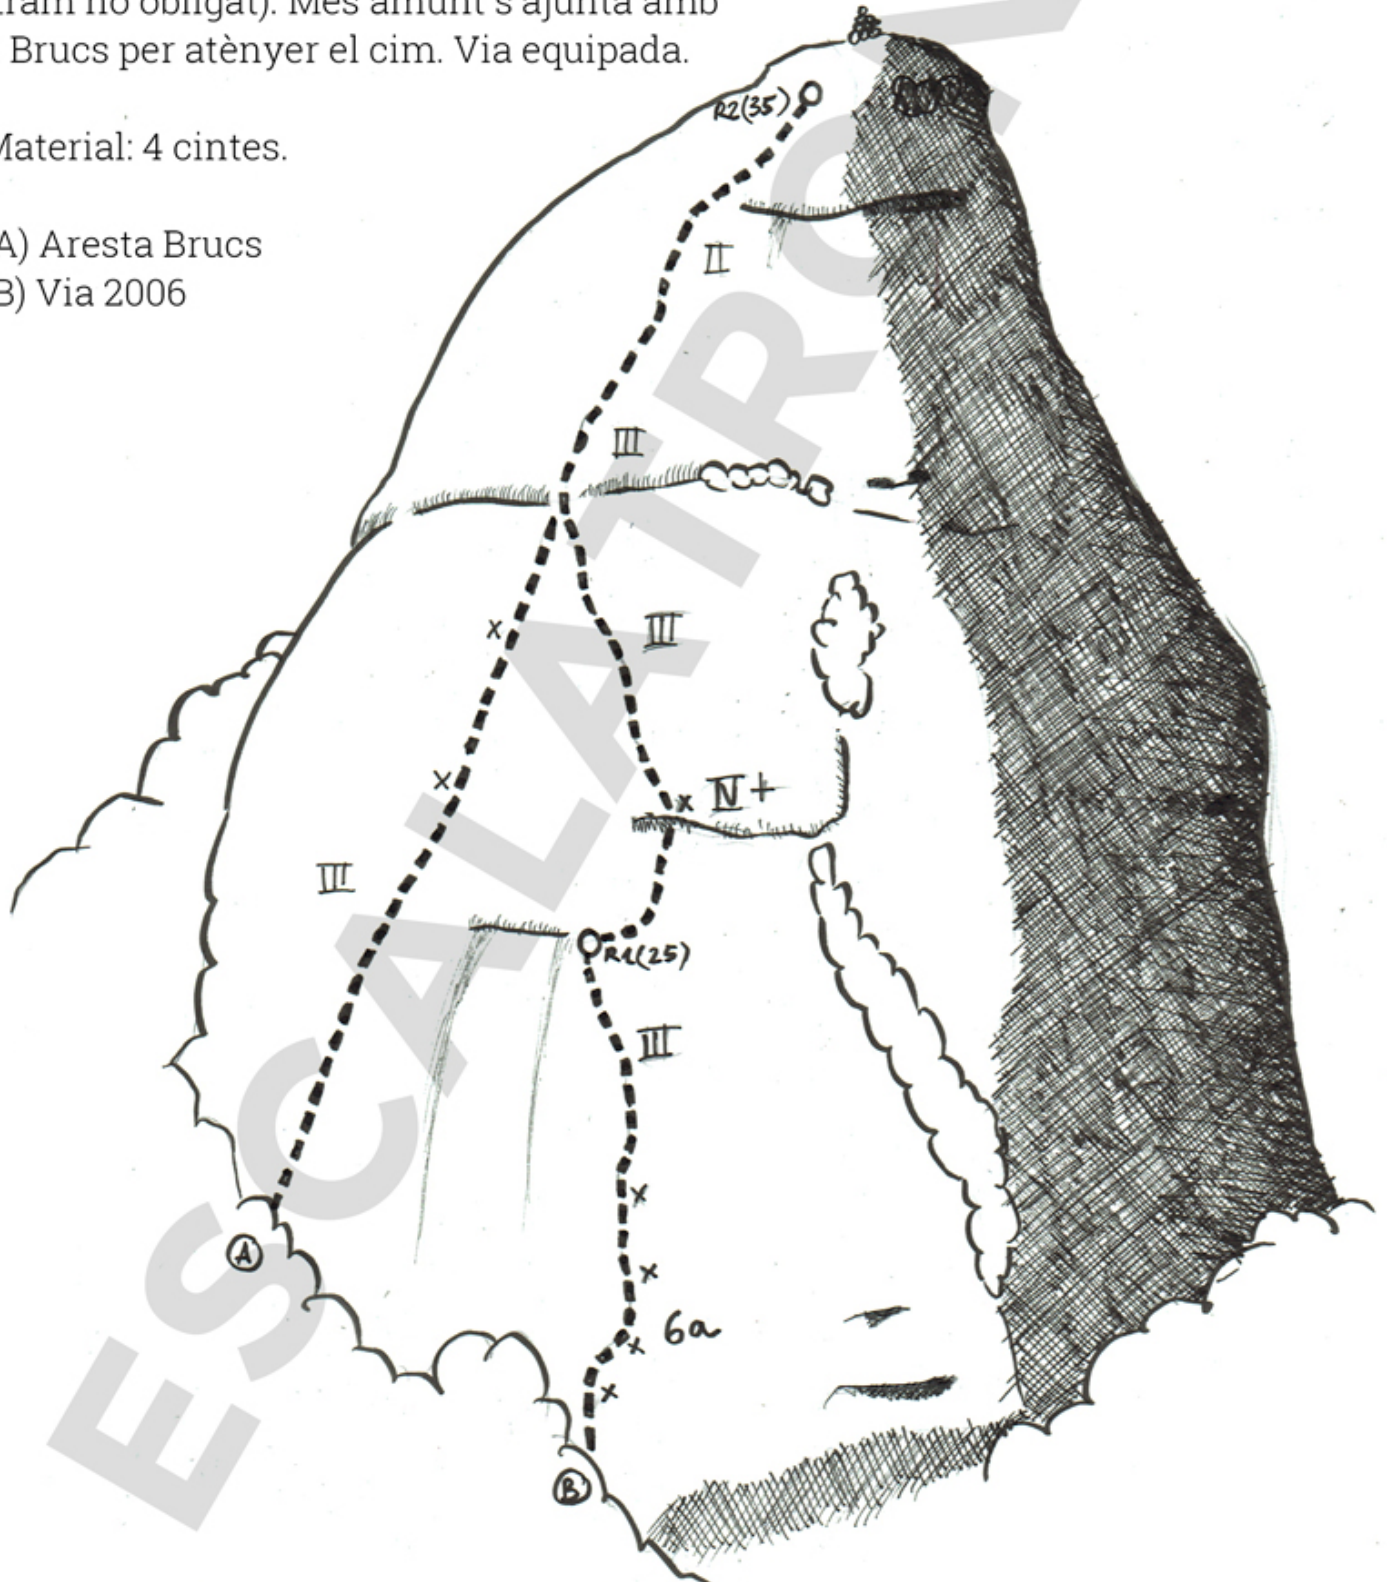 tram no obligat). Més amunt s'ajunta amb
Brucs per atènyer el cim. Via equipada.
Material: 4 cintes.
A) Aresta Brucs
B) Via 2006
R2(35)
II
III
III
x
x
x IV+
III
R1(25)
III
x
x
6a
x
x
A
B
ESCALATRO